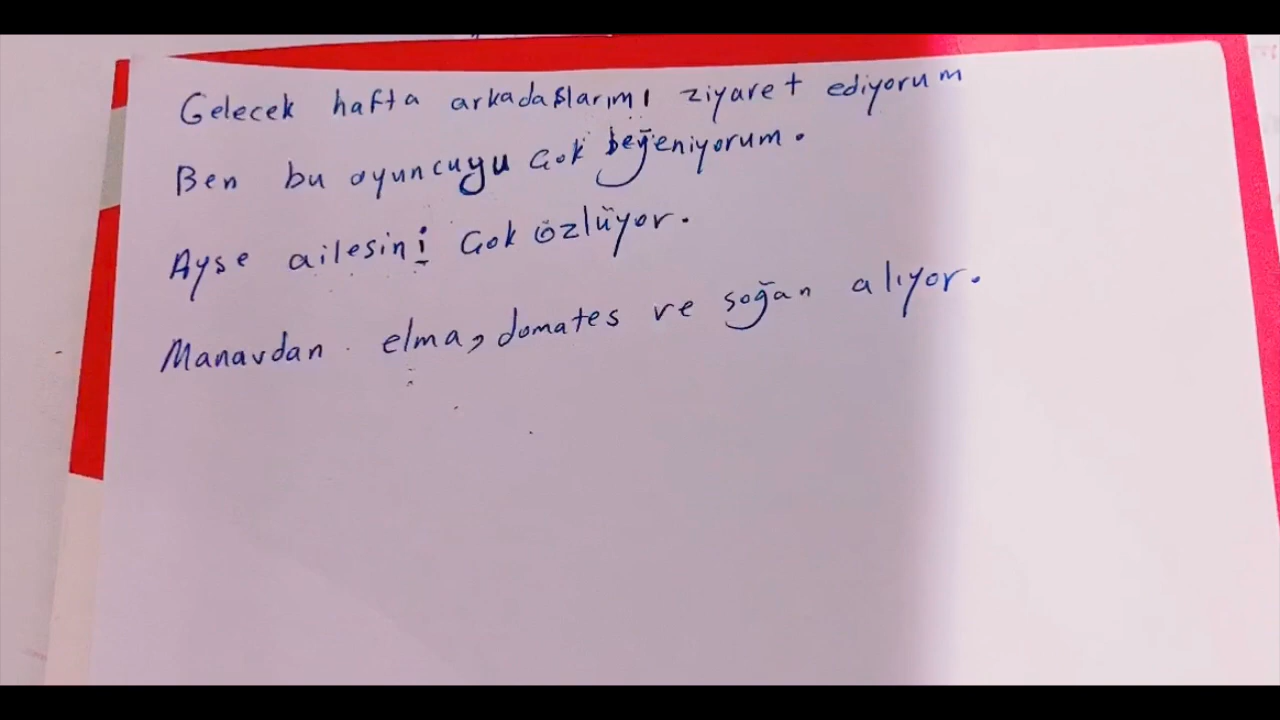 Gelecek hafta arkadaşlarımı ziyaret ediyorum
Ben bu oyuncuyu çok beğeniyorum.
Ayşe ailesini çok özlüyor.
Manavdan elma, domates ve soğan alıyor.